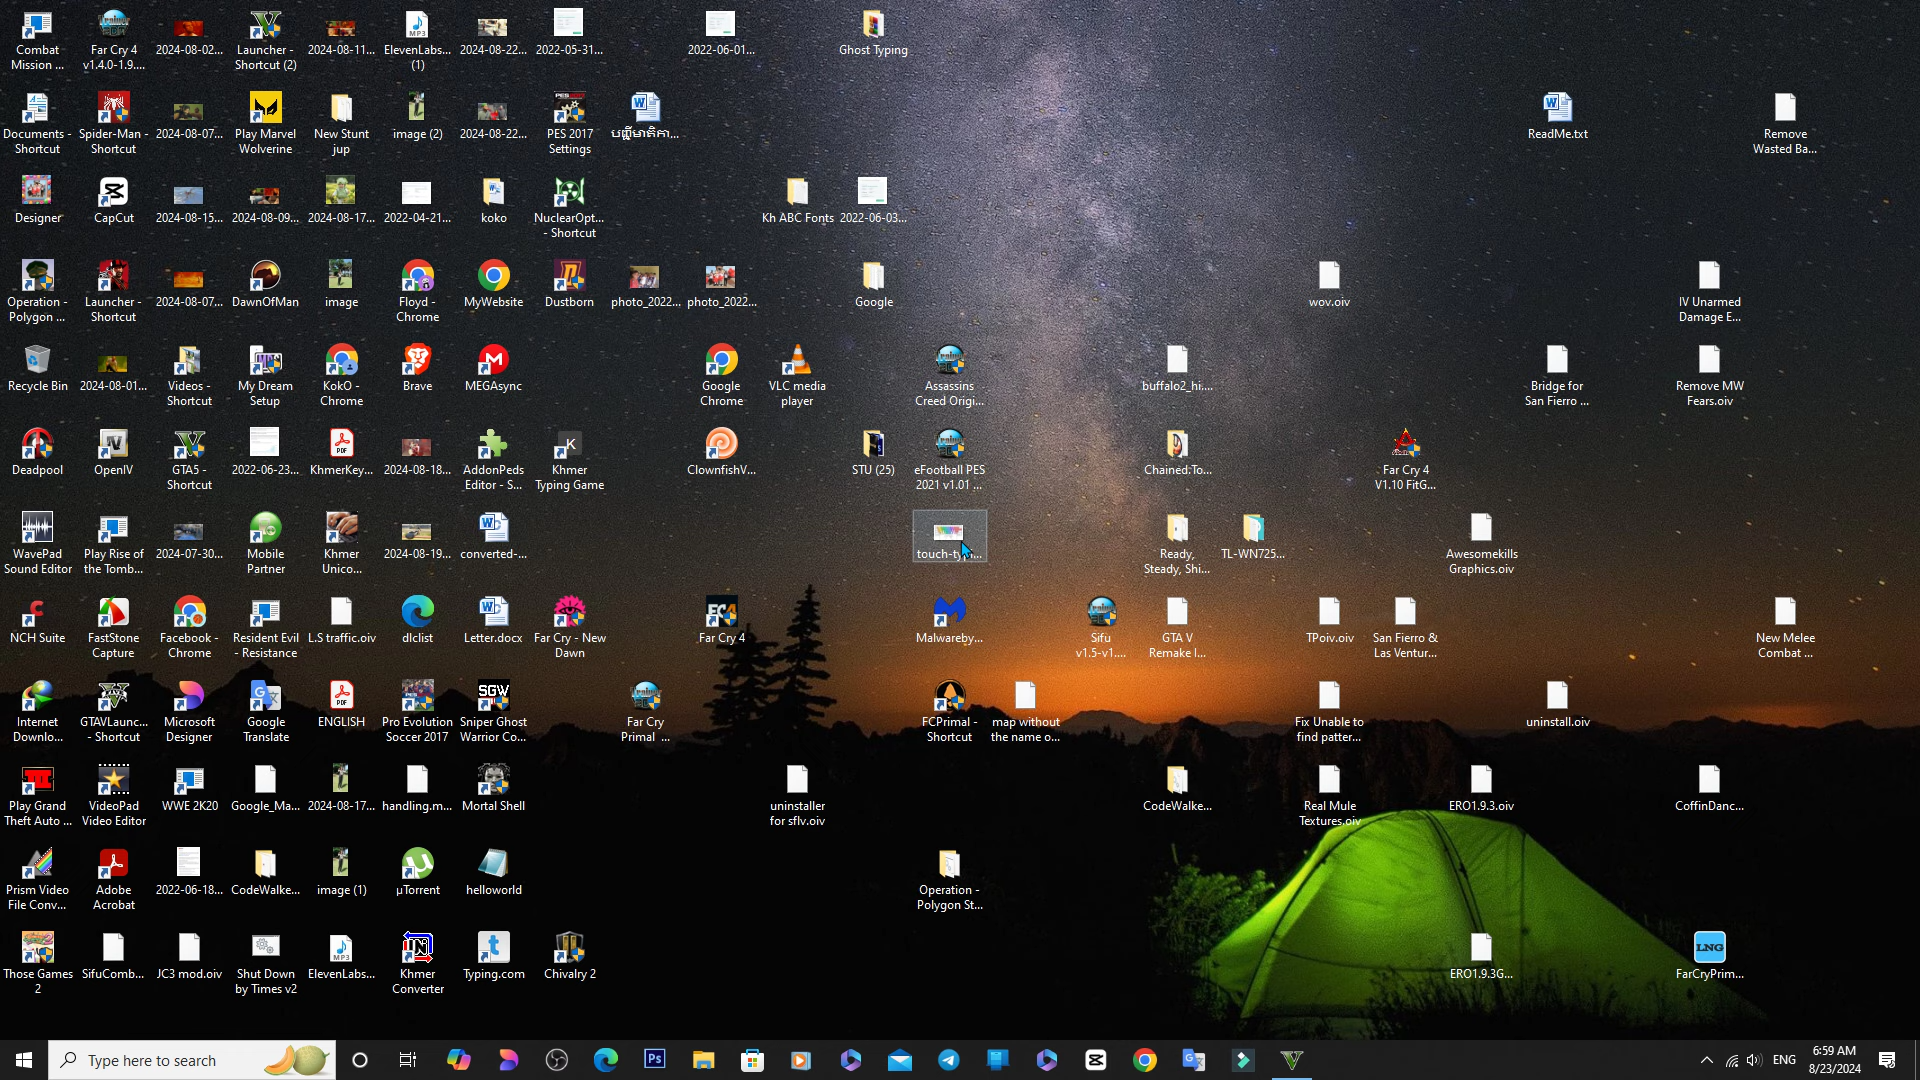 Combat
Mission ...
Far Cry 4
v1.4.0-1.9....
2024-08-02...
Launcher -
Shortcut (2)
2024-08-11...
ElevenLabs...
(1)
2024-08-22...
2022-05-31...
2022-06-01...
Ghost Typing
Documents -
Shortcut
Spider-Man -
Shortcut
2024-08-07...
Play Marvel
Wolverine
New Stunt
jup
image (2)
2024-08-22...
PES 2017
Settings
ReadMe.txt
Remove
Wasted Ba...
Designer
CapCut
2024-08-15...
2024-08-09...
2024-08-17...
2022-04-21...
koko
NuclearOpt...
- Shortcut
Kh ABC Fonts
2022-06-03...
Operation -
Polygon ...
Launcher -
Shortcut
2024-08-07...
DawnOfMan
image
Floyd -
Chrome
MyWebsite
Dustborn
photo_2022...
photo_2022...
Google
wov.oiv
IV Unarmed
Damage E...
Recycle Bin
2024-08-01...
Videos -
Shortcut
My Dream
Setup
KokO -
Chrome
Brave
MEGAsync
Google
Chrome
VLC media
player
Assassins
Creed Origi...
buffalo2_hi....
Bridge for
San Fierro ...
Remove MW
Fears.oiv
Deadpool
OpenIV
GTA5 -
Shortcut
2022-06-23...
KhmerKey...
2024-08-18...
AddonPeds
Editor - S...
Khmer
Typing Game
ClownfishV...
STU (25)
eFootball PES
2021 v1.01 ...
Chained:To...
Far Cry 4
V1.10 FitG...
WavePad
Sound Editor
Play Rise of
the Tomb...
2024-07-30...
Mobile
Partner
Khmer
Unico...
2024-08-19...
converted-...
Ready,
Steady, Shi...
TL-WN725...
Awesomekills
Graphics.oiv
NCH Suite
FastStone
Capture
Facebook -
Chrome
Resident Evil
- Resistance
L.S traffic.oiv
dlclist
Letter.docx
Far Cry - New
Dawn
Far Cry 4
Malwareby...
Sifu
v1.5-v1....
GTA V
Remake I...
TPoiv.oiv
San Fierro &
Las Ventur...
New Melee
Combat ...
Internet
Downlo...
GTAVLaunc...
- Shortcut
Microsoft
Designer
Google
Translate
ENGLISH
Pro Evolution
Soccer 2017
Sniper Ghost
Warrior Co...
Far Cry
Primal ...
FCPrimal -
Shortcut
map without
the name o...
Fix Unable to
find patter...
uninstall.oiv
Play Grand
Theft Auto ...
VideoPad
Video Editor
WWE 2K20
Google_Ma...
2024-08-17...
handling.m...
Mortal Shell
uninstaller
for sflv.oiv
CodeWalke...
Real Mule
Textures.oiv
ERO1.9.3.oiv
CoffinDanc...
Prism Video
File Conv...
Adobe
Acrobat
2022-06-18...
CodeWalke...
image (1)
µTorrent
helloworld
Operation -
Polygon St...
Those Games
2
SifuComb...
JC3 mod.oiv
Shut Down
by Times v2
ElevenLabs...
Khmer
Converter
Typing.com
Chivalry 2
ERO1.9.3G...
FarCryPrim...
Type here to search
ENG
6:59 AM
8/23/2024